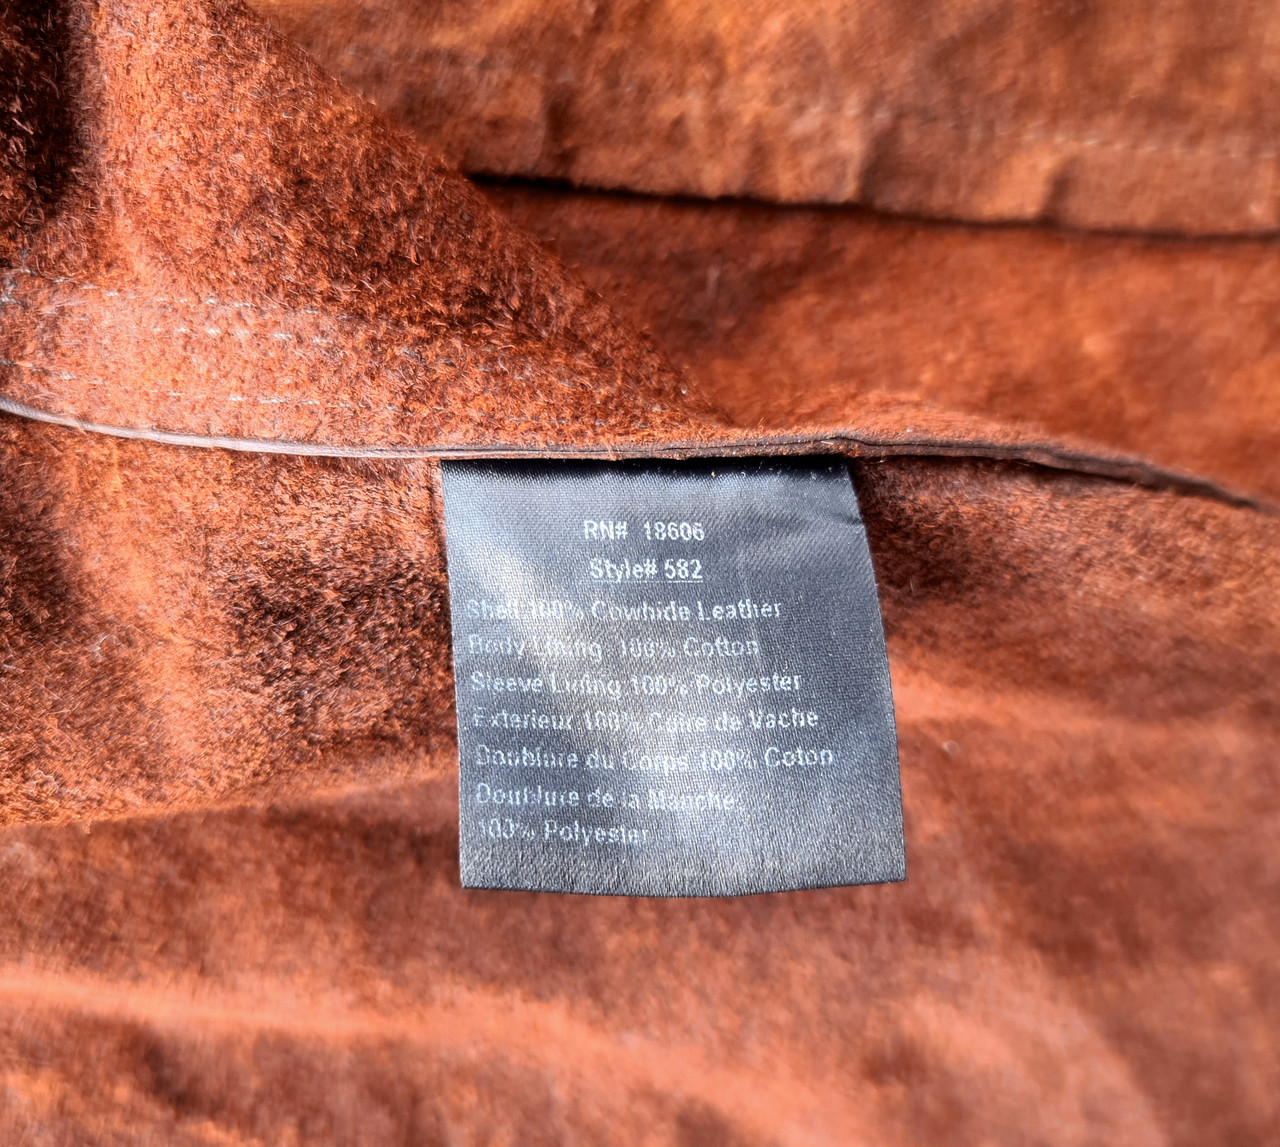 RN# 18606
Style# 582
Shell 100% Cowhide Leather
Body Lining 100% Cotton
Sleeve Lining 100% Polyester
Exterieur 100% Cuire de Vache
Doublure du Corps 100% Coton
Doublure de la Manche
100% Polyester